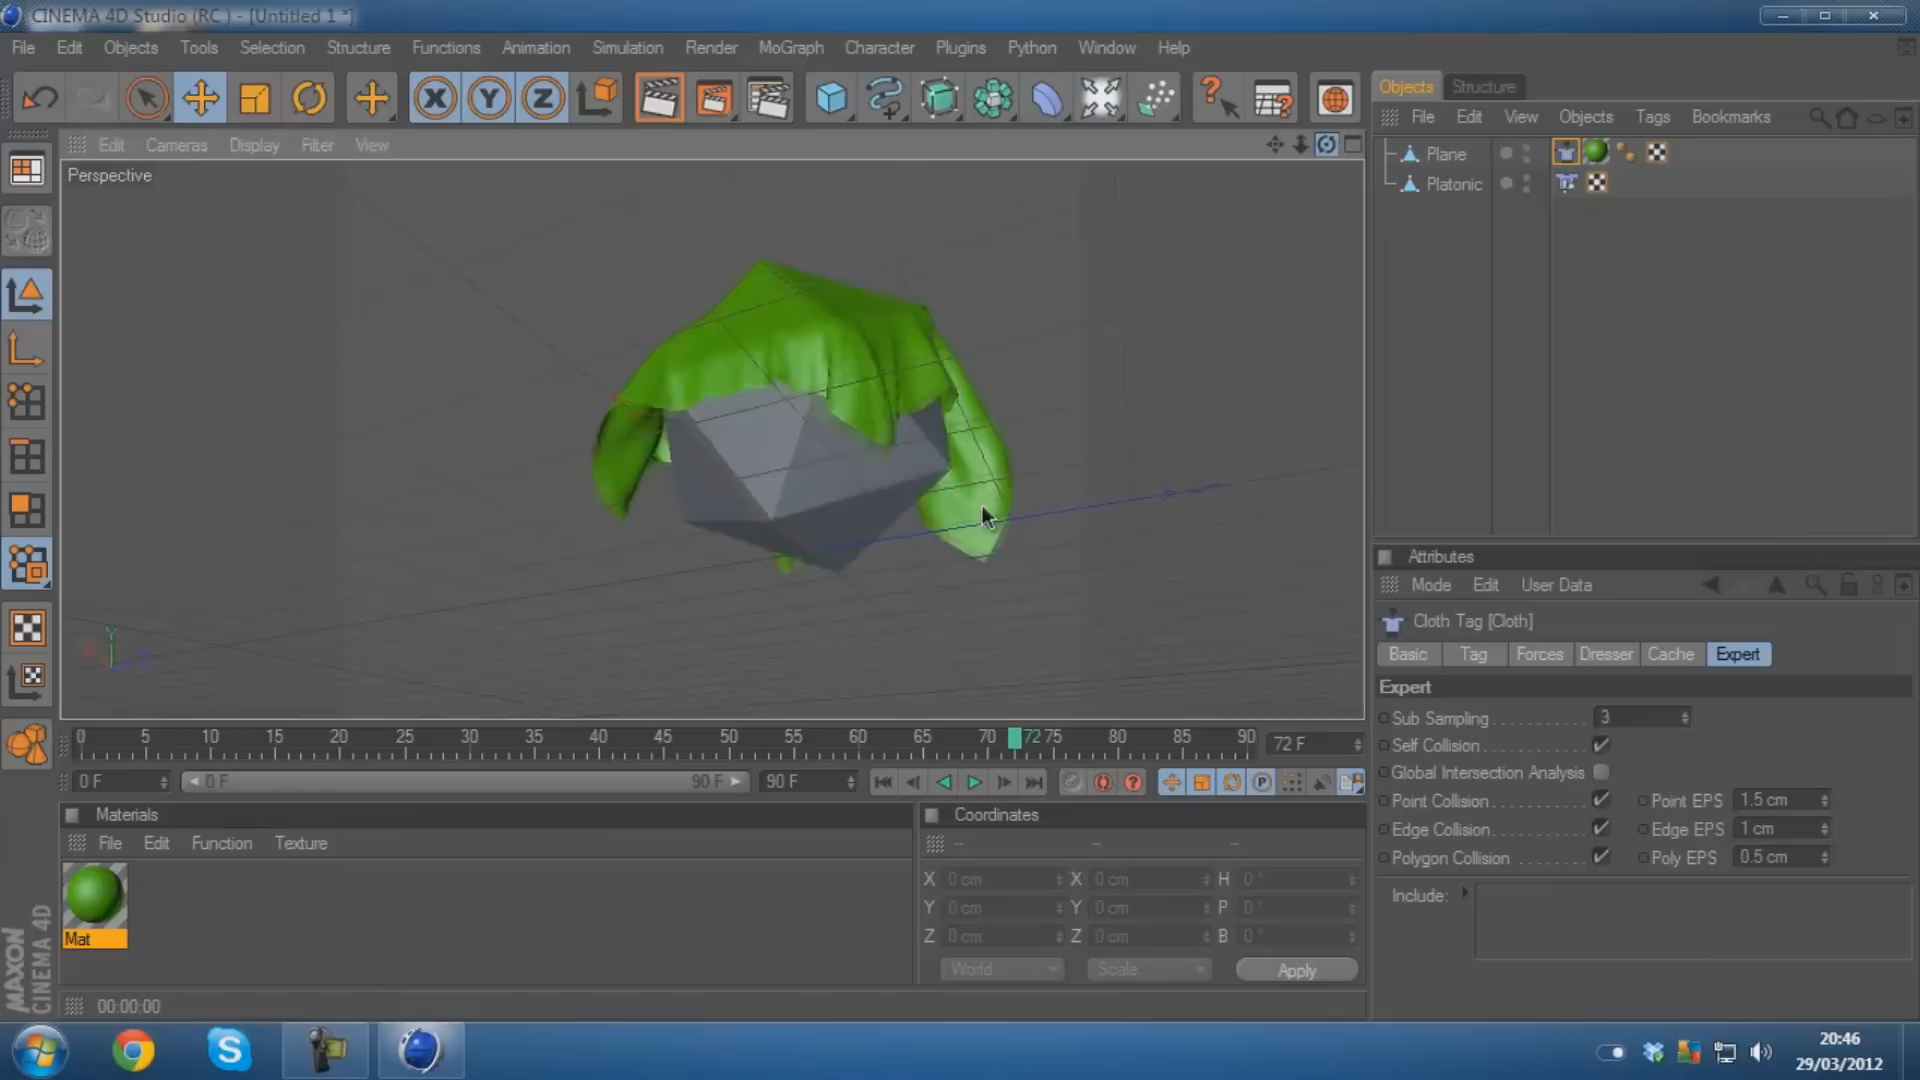 CINEMA 4D Studio (RC ) - [Untitled 1 *]
File Edit Objects Tools Selection Structure Functions Animation Simulation Render MoGraph Character Plugins Python Window Help
X Y Z
Objects Structure
File Edit View Objects Tags Bookmarks
Plane
Platonic
Edit Cameras Display Filter View
Perspective
Y
0 5 10 15 20 25 30 35 40 45 50 55 60 65 70 72 75 80 85 90
72 F
0 F
0 F 90 F
90 F
Materials
File Edit Function Texture
Mat
Coordinates
-- -- --
X 0 cm X 0 cm H 0 °
Y 0 cm Y 0 cm P 0 °
Z 0 cm Z 0 cm B 0 °
World Scale Apply
00:00:00
Attributes
Mode Edit User Data
Cloth Tag [Cloth]
Basic Tag Forces Dresser Cache Expert
Expert
Sub Sampling 3
Self Collision
Global Intersection Analysis
Point Collision Point EPS 1.5 cm
Edge Collision Edge EPS 1 cm
Polygon Collision Poly EPS 0.5 cm
Include:
MAXON
CINEMA 4D
20:46
29/03/2012